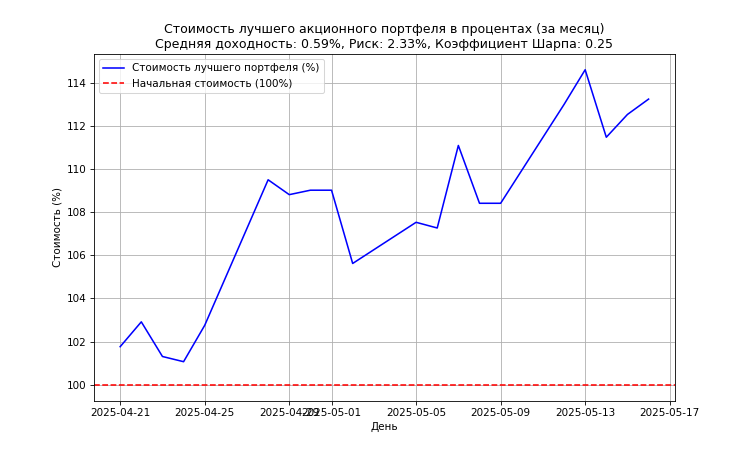 Стоимость лучшего акционного портфеля в процентах (за месяц)
Средняя доходность: 0.59%, Риск: 2.33%, Коэффициент Шарпа: 0.25
Стоимость лучшего портфеля (%)
Начальная стоимость (100%)
Стоимость (%)
114
112
110
108
106
104
102
100
2025-04-21 2025-04-25 2025-04-29 2025-05-01 2025-05-05 2025-05-09 2025-05-13 2025-05-17
День